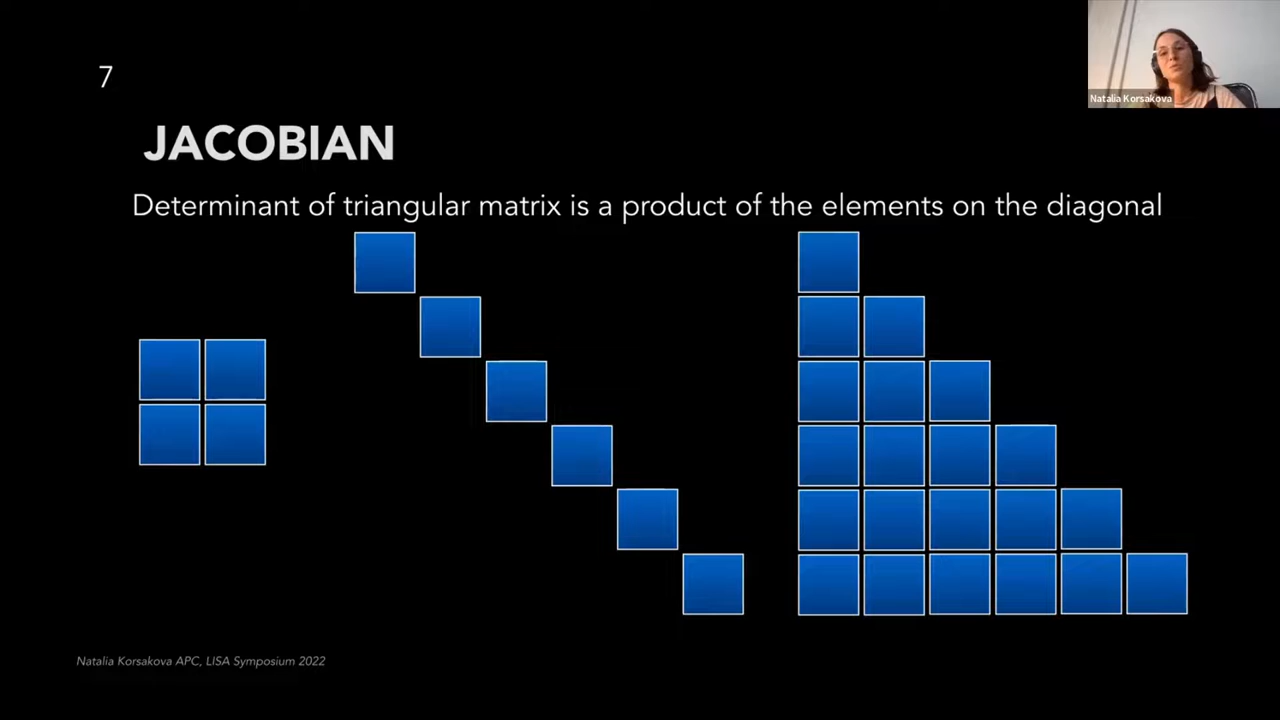 7
Natalia Korsakova
JACOBIAN
Determinant of triangular matrix is a product of the elements on the diagonal
Natalia Korsakova APC, LISA Symposium 2022